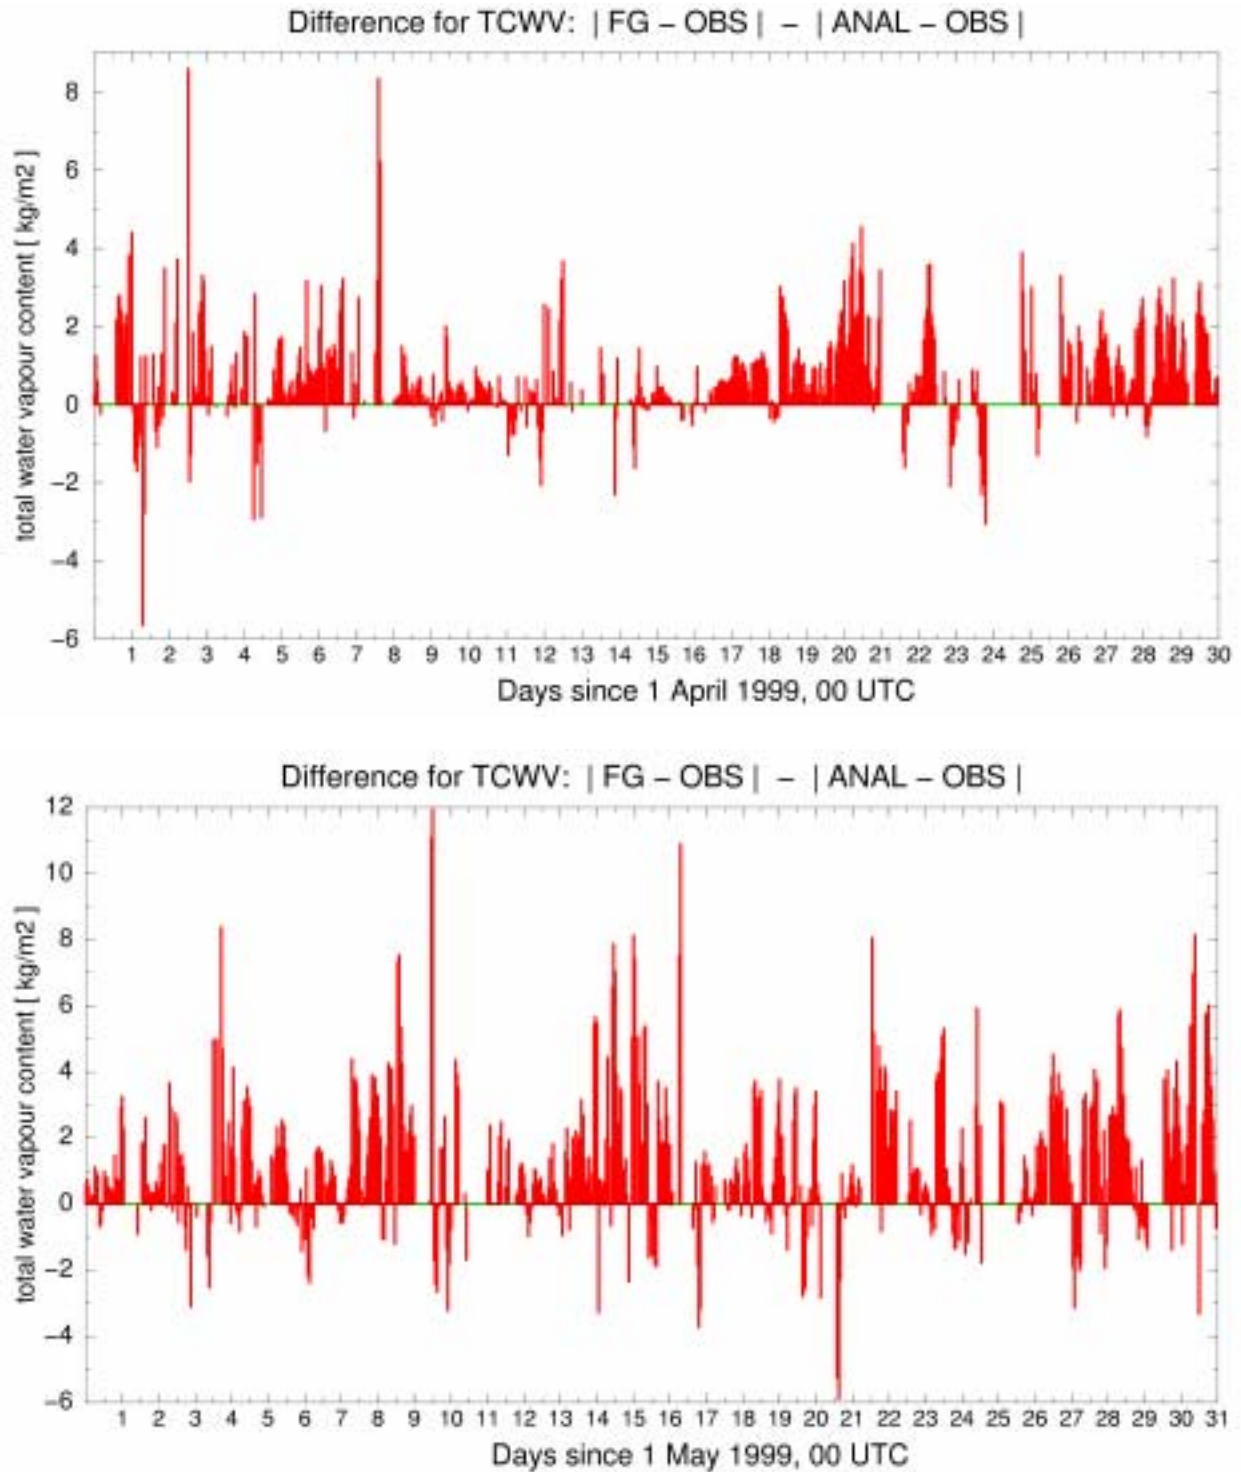 Difference for TCWV: | FG – OBS | – | ANAL – OBS |
total water vapour content [ kg/m2 ]
8
6
4
2
0
–2
–4
–6
1 2 3 4 5 6 7 8 9 10 11 12 13 14 15 16 17 18 19 20 21 22 23 24 25 26 27 28 29 30
Days since 1 April 1999, 00 UTC
Difference for TCWV: | FG – OBS | – | ANAL – OBS |
total water vapour content [ kg/m2 ]
12
10
8
6
4
2
0
–2
–4
–6
1 2 3 4 5 6 7 8 9 10 11 12 13 14 15 16 17 18 19 20 21 22 23 24 25 26 27 28 29 30 31
Days since 1 May 1999, 00 UTC